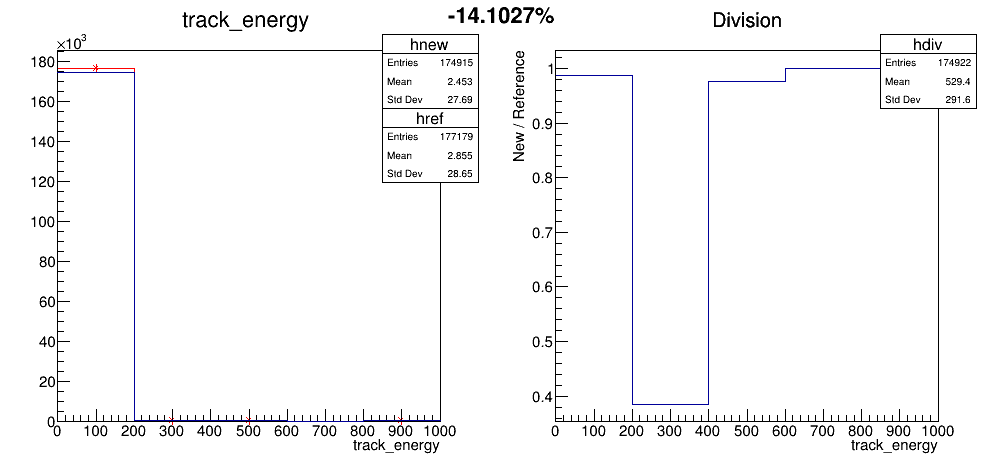 -14.1027%
track_energy
×10³
hnew
Entries 174915
Mean 2.453
Std Dev 27.69
href
Entries 177179
Mean 2.855
Std Dev 28.65
180
160
140
120
100
80
60
40
20
0
0 100 200 300 400 500 600 700 800 900 1000
track_energy
Division
hdiv
Entries 174922
Mean 529.4
Std Dev 291.6
New / Reference
1
0.9
0.8
0.7
0.6
0.5
0.4
0 100 200 300 400 500 600 700 800 900 1000
track_energy